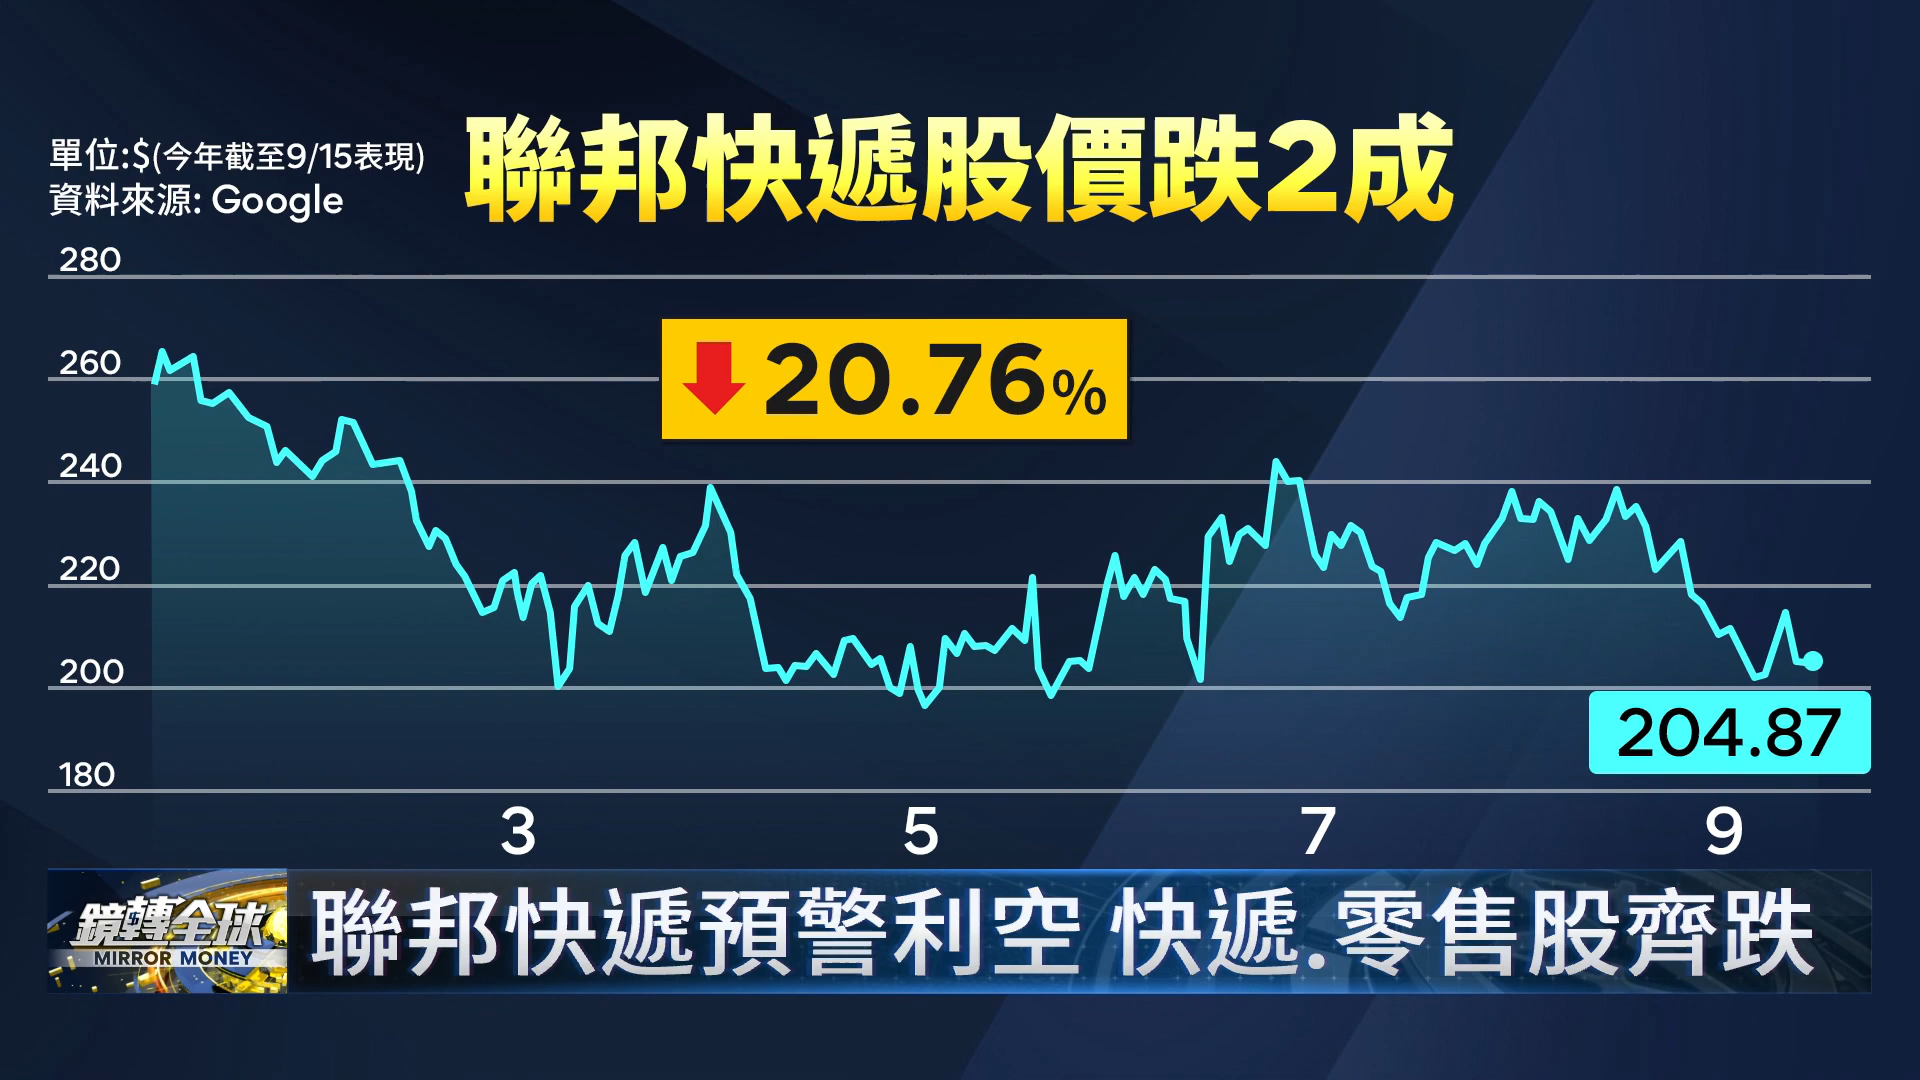 聯邦快遞股價跌2成
單位:$(今年截至9/15表現)
資料來源: Google
280
260
20.76%
240
220
200
204.87
180
3 5 7 9
鏡轉全球
MIRROR MONEY
聯邦快遞預警利空 快遞.零售股齊跌